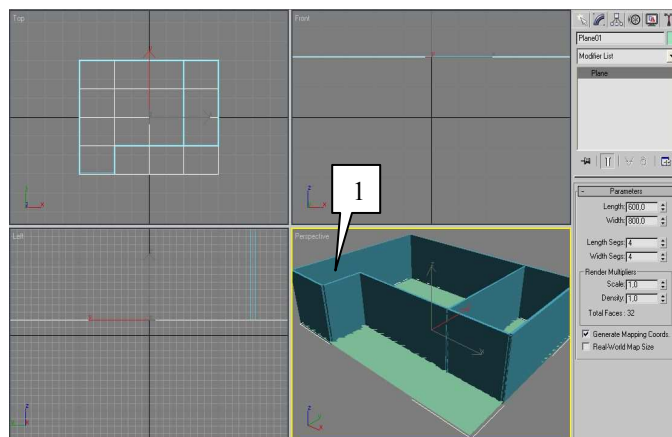 Top
Front
Plane01
Modifier List
Plane
1
Left
Perspective
- Parameters
Length: 600,0
Width: 800,0
Length Segs: 4
Width Segs: 4
Render Multipliers
Scale: 1,0
Density: 1,0
Total Faces : 32
Generate Mapping Coords.
Real-World Map Size